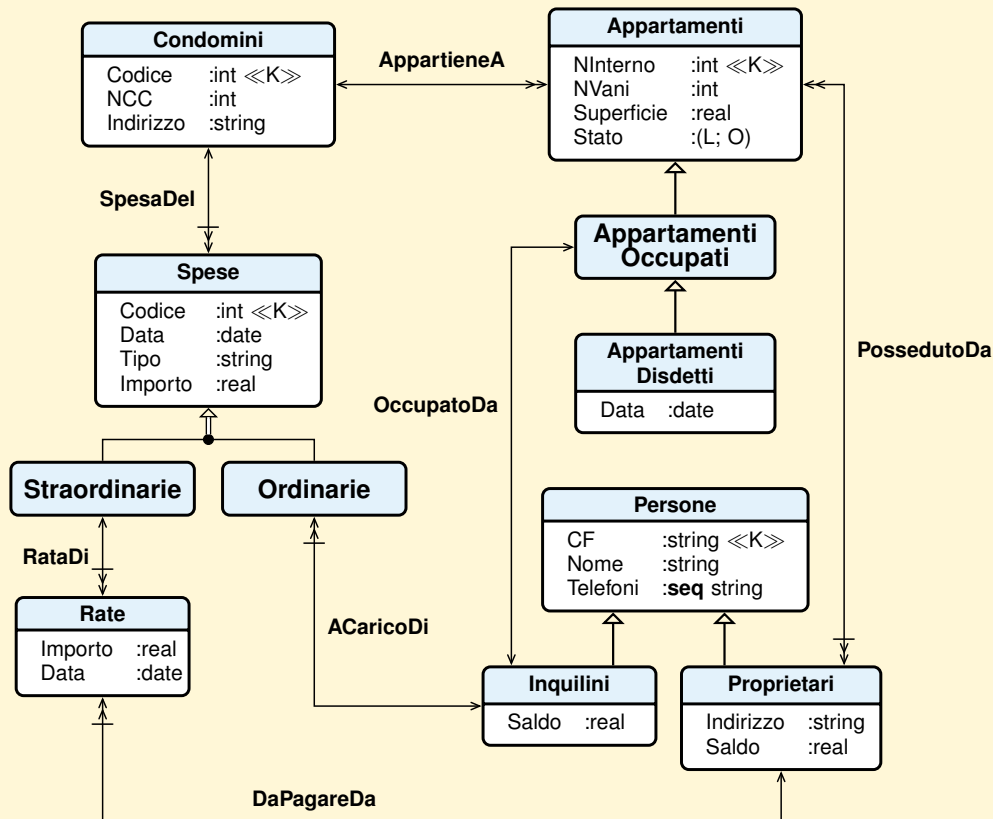 Condomini
Codice :int ≪K≫
NCC :int
Indirizzo :string
AppartieneA
Appartamenti
NInterno :int ≪K≫
NVani :int
Superficie :real
Stato :(L; O)
SpesaDel
Appartamenti
Occupati
Spese
Codice :int ≪K≫
Data :date
Tipo :string
Importo :real
Appartamenti
Disdetti
Data :date
PossedutoDa
OccupatoDa
Straordinarie
Ordinarie
Persone
CF :string ≪K≫
Nome :string
Telefoni :seq string
RataDi
Rate
Importo :real
Data :date
ACaricoDi
Inquilini
Saldo :real
Proprietari
Indirizzo :string
Saldo :real
DaPagareDa